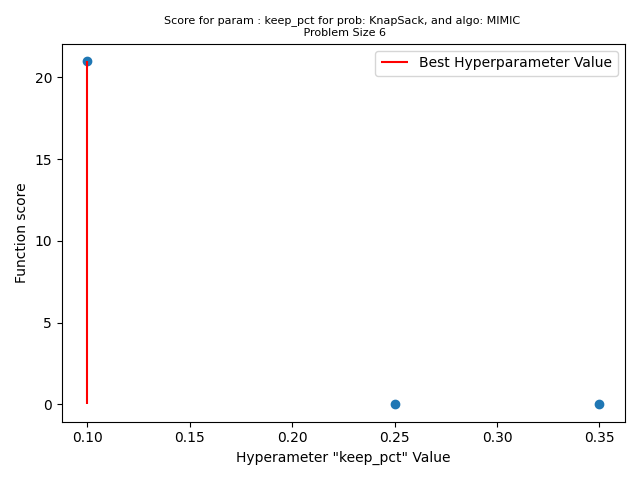 Score for param : keep_pct for prob: KnapSack, and algo: MIMIC
Problem Size 6
Best Hyperparameter Value
Function score
20
15
10
5
0
0.10 0.15 0.20 0.25 0.30 0.35
Hyperameter "keep_pct" Value